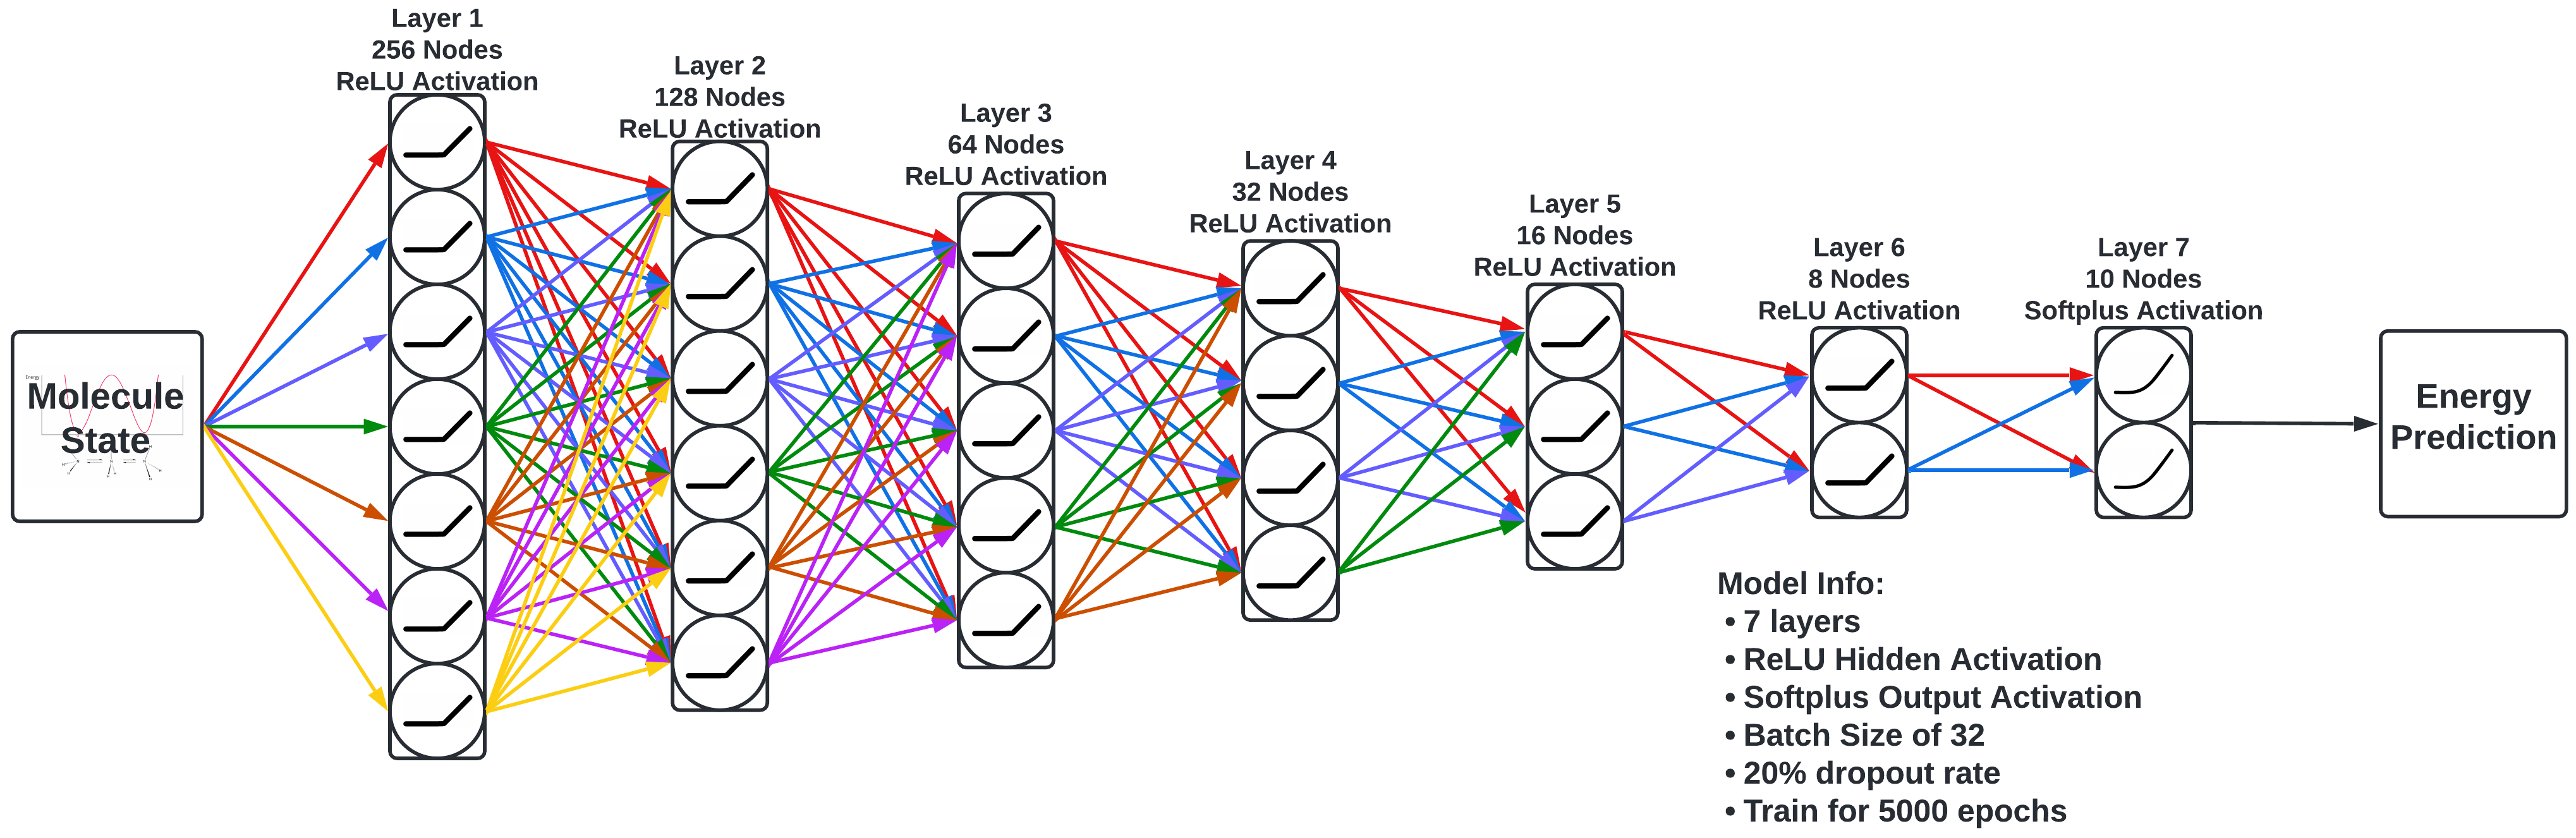 Layer 1
256 Nodes
ReLU Activation
Layer 2
128 Nodes
ReLU Activation
Layer 3
64 Nodes
ReLU Activation
Layer 4
32 Nodes
ReLU Activation
Layer 5
16 Nodes
ReLU Activation
Layer 6
8 Nodes
ReLU Activation
Layer 7
10 Nodes
Softplus Activation
Energy
Molecule
State
Energy
Prediction
Model Info:
• 7 layers
• ReLU Hidden Activation
• Softplus Output Activation
• Batch Size of 32
• 20% dropout rate
• Train for 5000 epochs